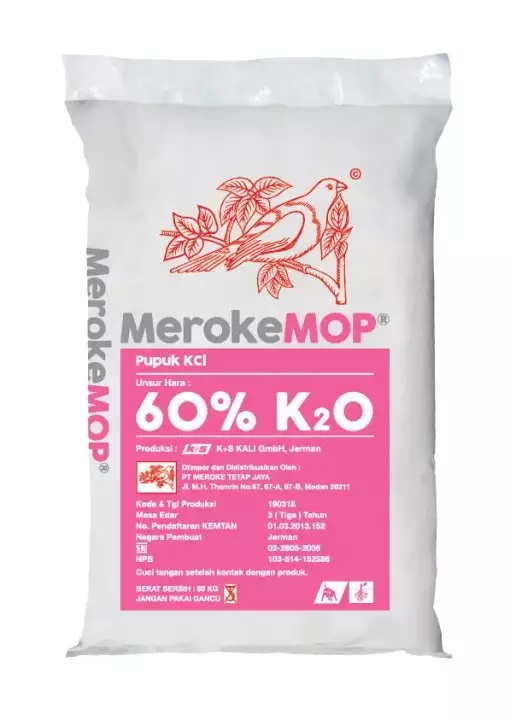 ©
MerokeMOP®
MerokeMOP®
Pupuk KCl
Unsur Hara :
60% K₂O
Produksi : K+S K+S KALI GmbH, Jerman
Diimpor dan Didistribusikan Oleh :
PT MEROKE TETAP JAYA
Jl. M.H. Thamrin No.67, 67-A, 67-B, Medan 20211
Kode & Tgl Produksi 190318
Masa Edar 3 ( Tiga ) Tahun
No. Pendaftaran KEMTAN 01.03.2013.152
Negara Pembuat Jerman
SNI 02-2805-2005
NPB 103-514-152586
Cuci tangan setelah kontak dengan produk.
BERAT BERSIH : 50 KG
JANGAN PAKAI GANCU